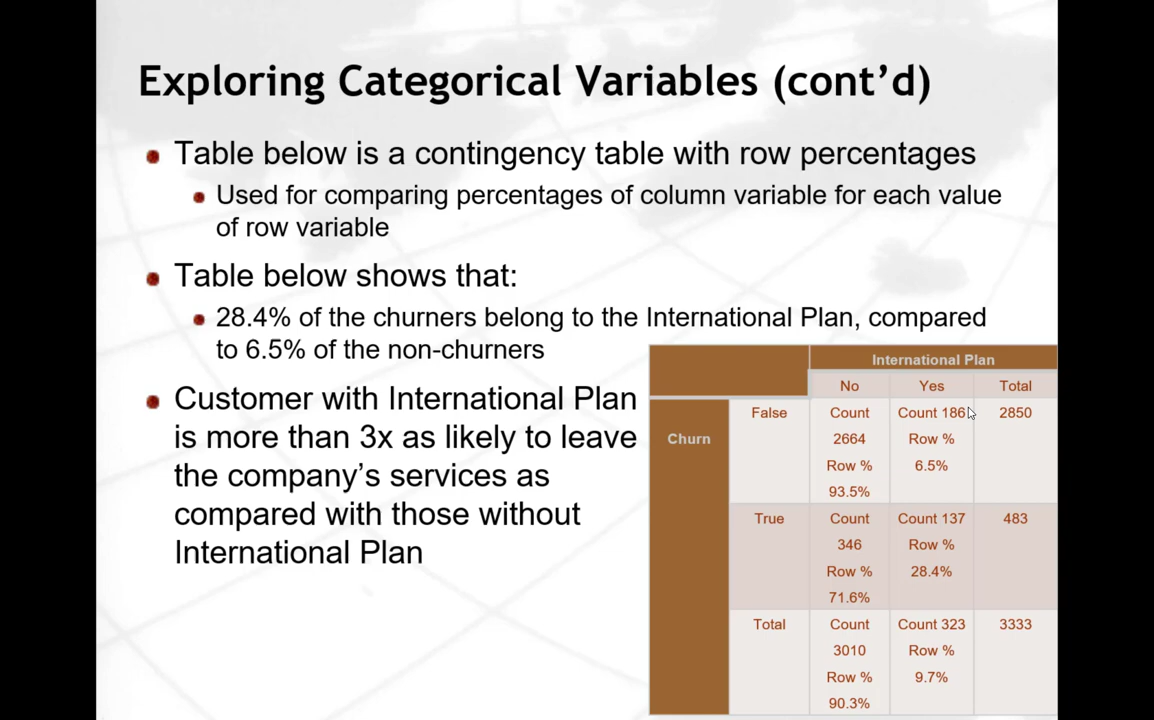 Exploring Categorical Variables (cont’d)
Table below is a contingency table with row percentages
Used for comparing percentages of column variable for each value
of row variable
Table below shows that:
28.4% of the churners belong to the International Plan, compared
to 6.5% of the non-churners
Customer with International Plan
is more than 3x as likely to leave
the company’s services as
compared with those without
International Plan
International Plan
No Yes Total
Churn
False Count Count 186 2850
2664 Row %
Row % 6.5%
93.5%
True Count Count 137 483
346 Row %
Row % 28.4%
71.6%
Total Count Count 323 3333
3010 Row %
Row % 9.7%
90.3%